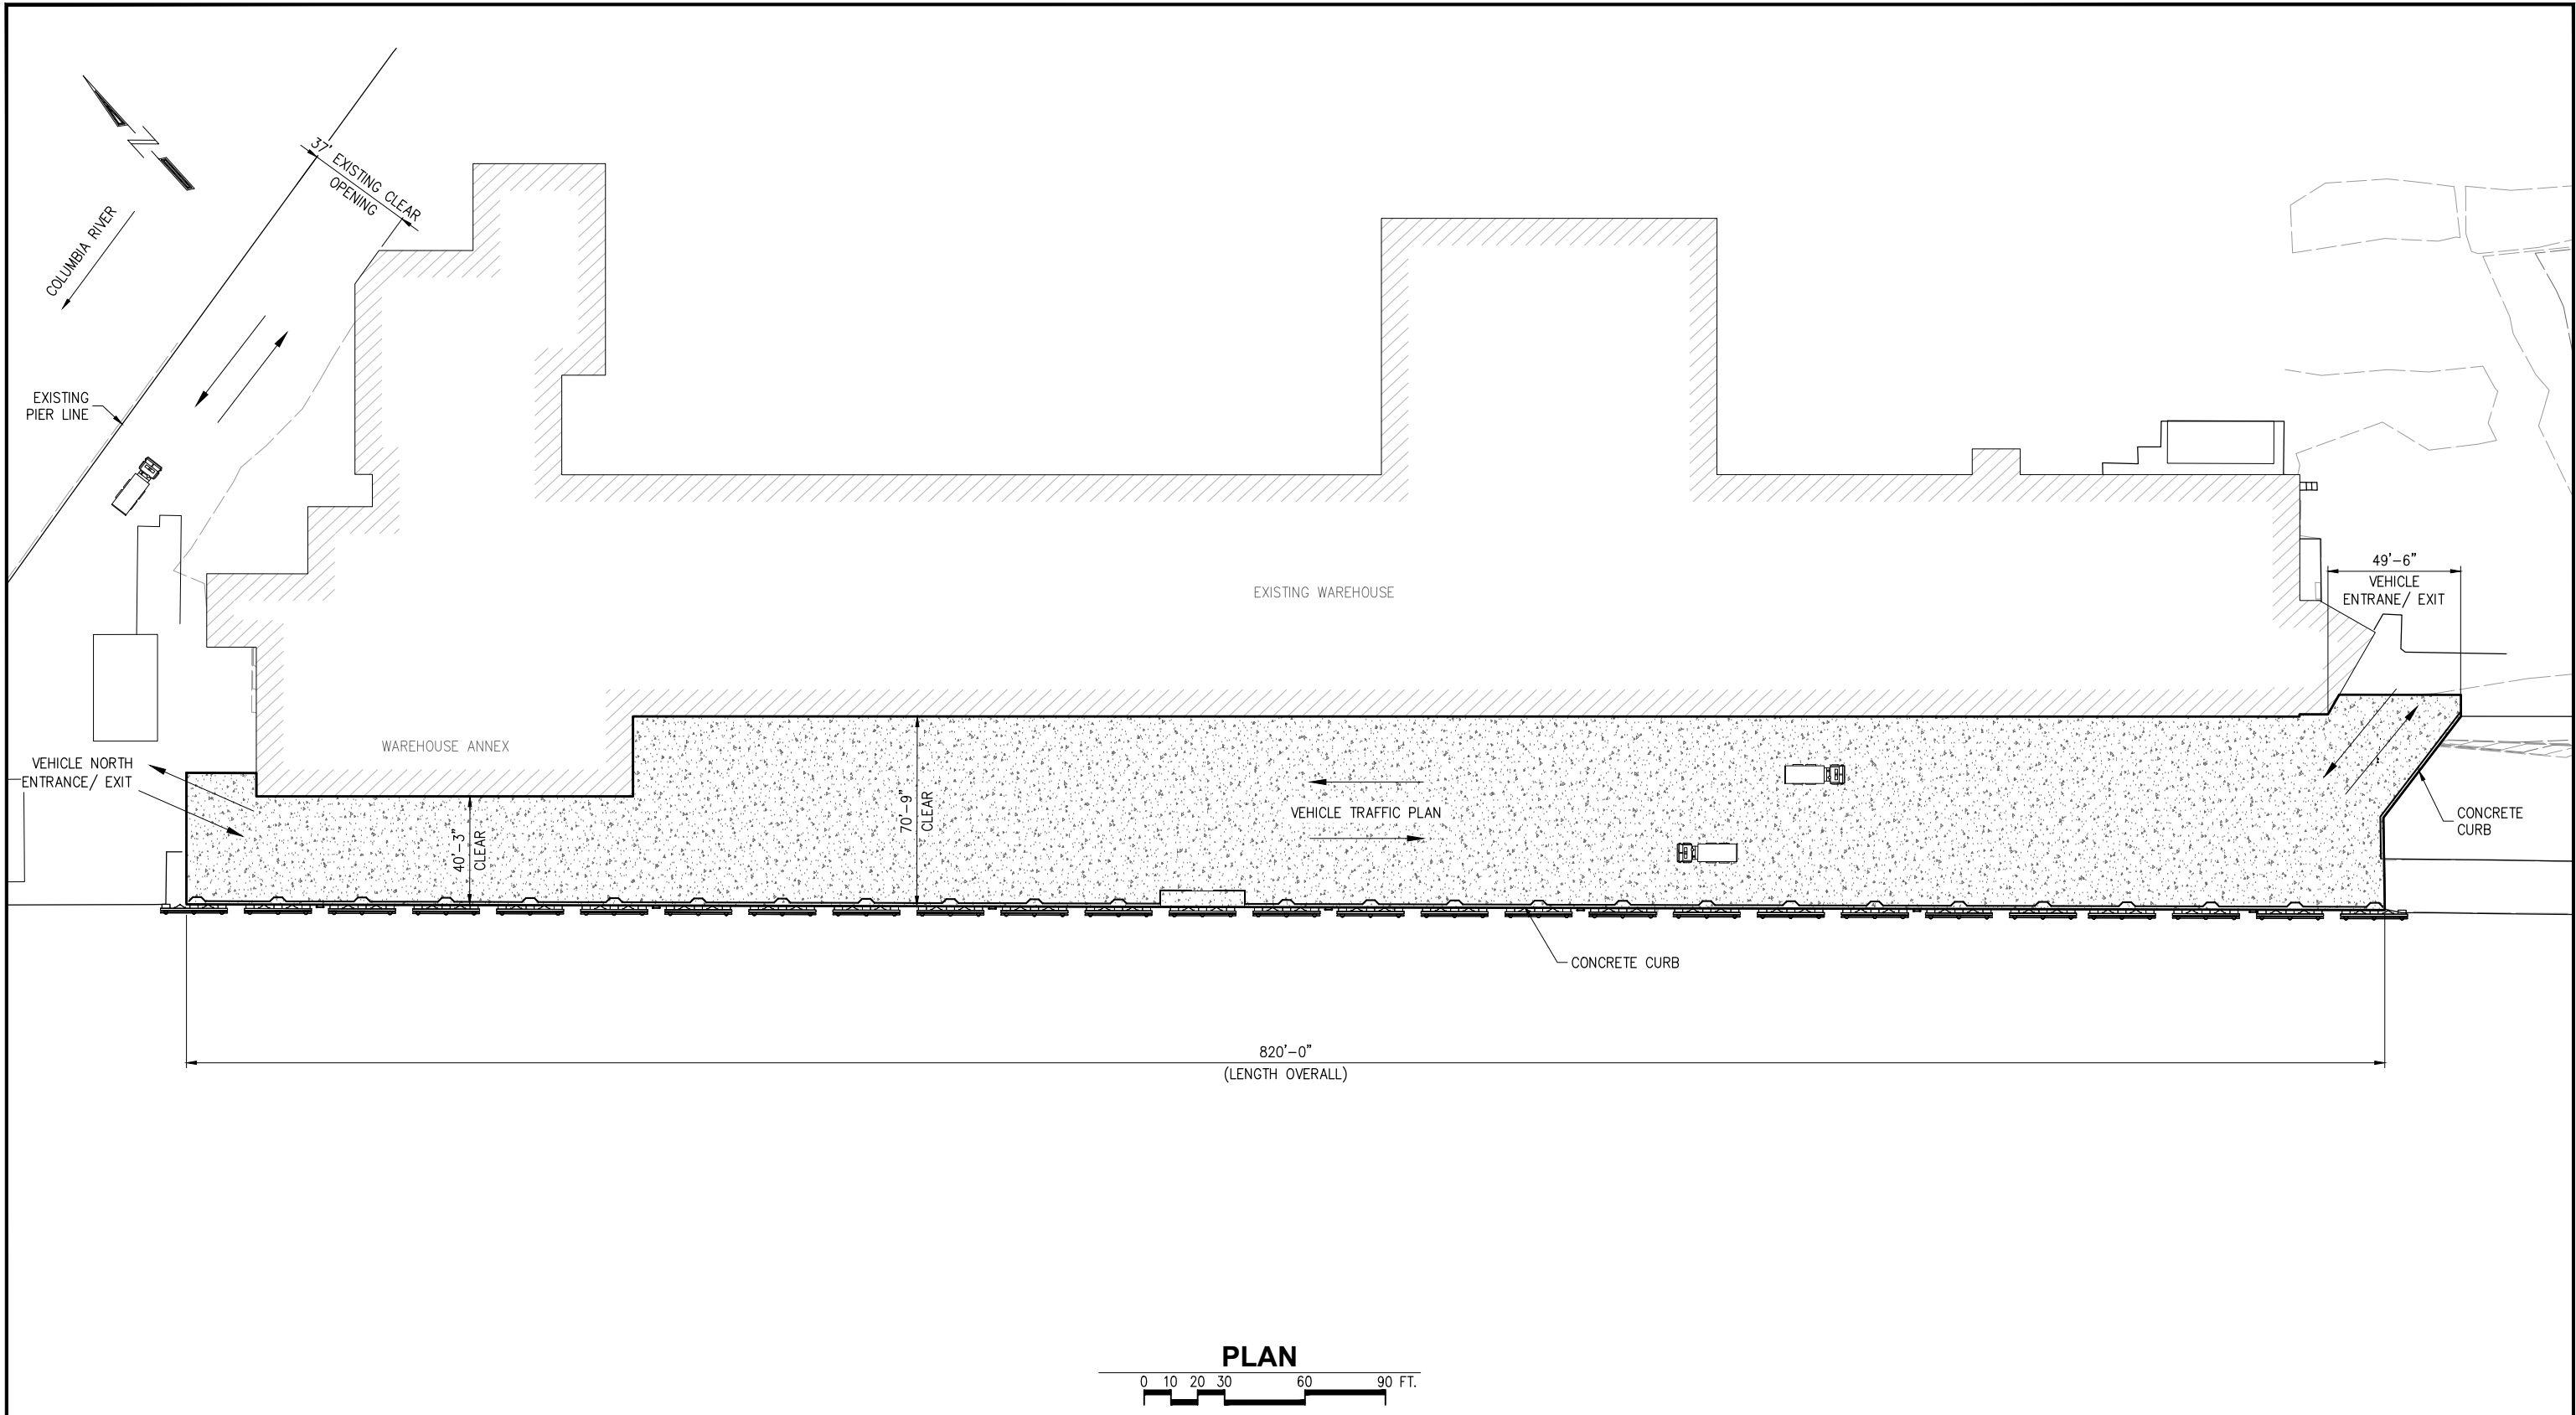 37' EXISTING CLEAR
OPENING
N
COLUMBIA RIVER
EXISTING
PIER LINE
EXISTING WAREHOUSE
49'-6"
VEHICLE
ENTRANE/ EXIT
WAREHOUSE ANNEX
VEHICLE NORTH
ENTRANCE/ EXIT
40'-3"
CLEAR
70'-9"
CLEAR
VEHICLE TRAFFIC PLAN
CONCRETE
CURB
CONCRETE CURB
820'-0"
(LENGTH OVERALL)
PLAN
0 10 20 30 60 90 FT.